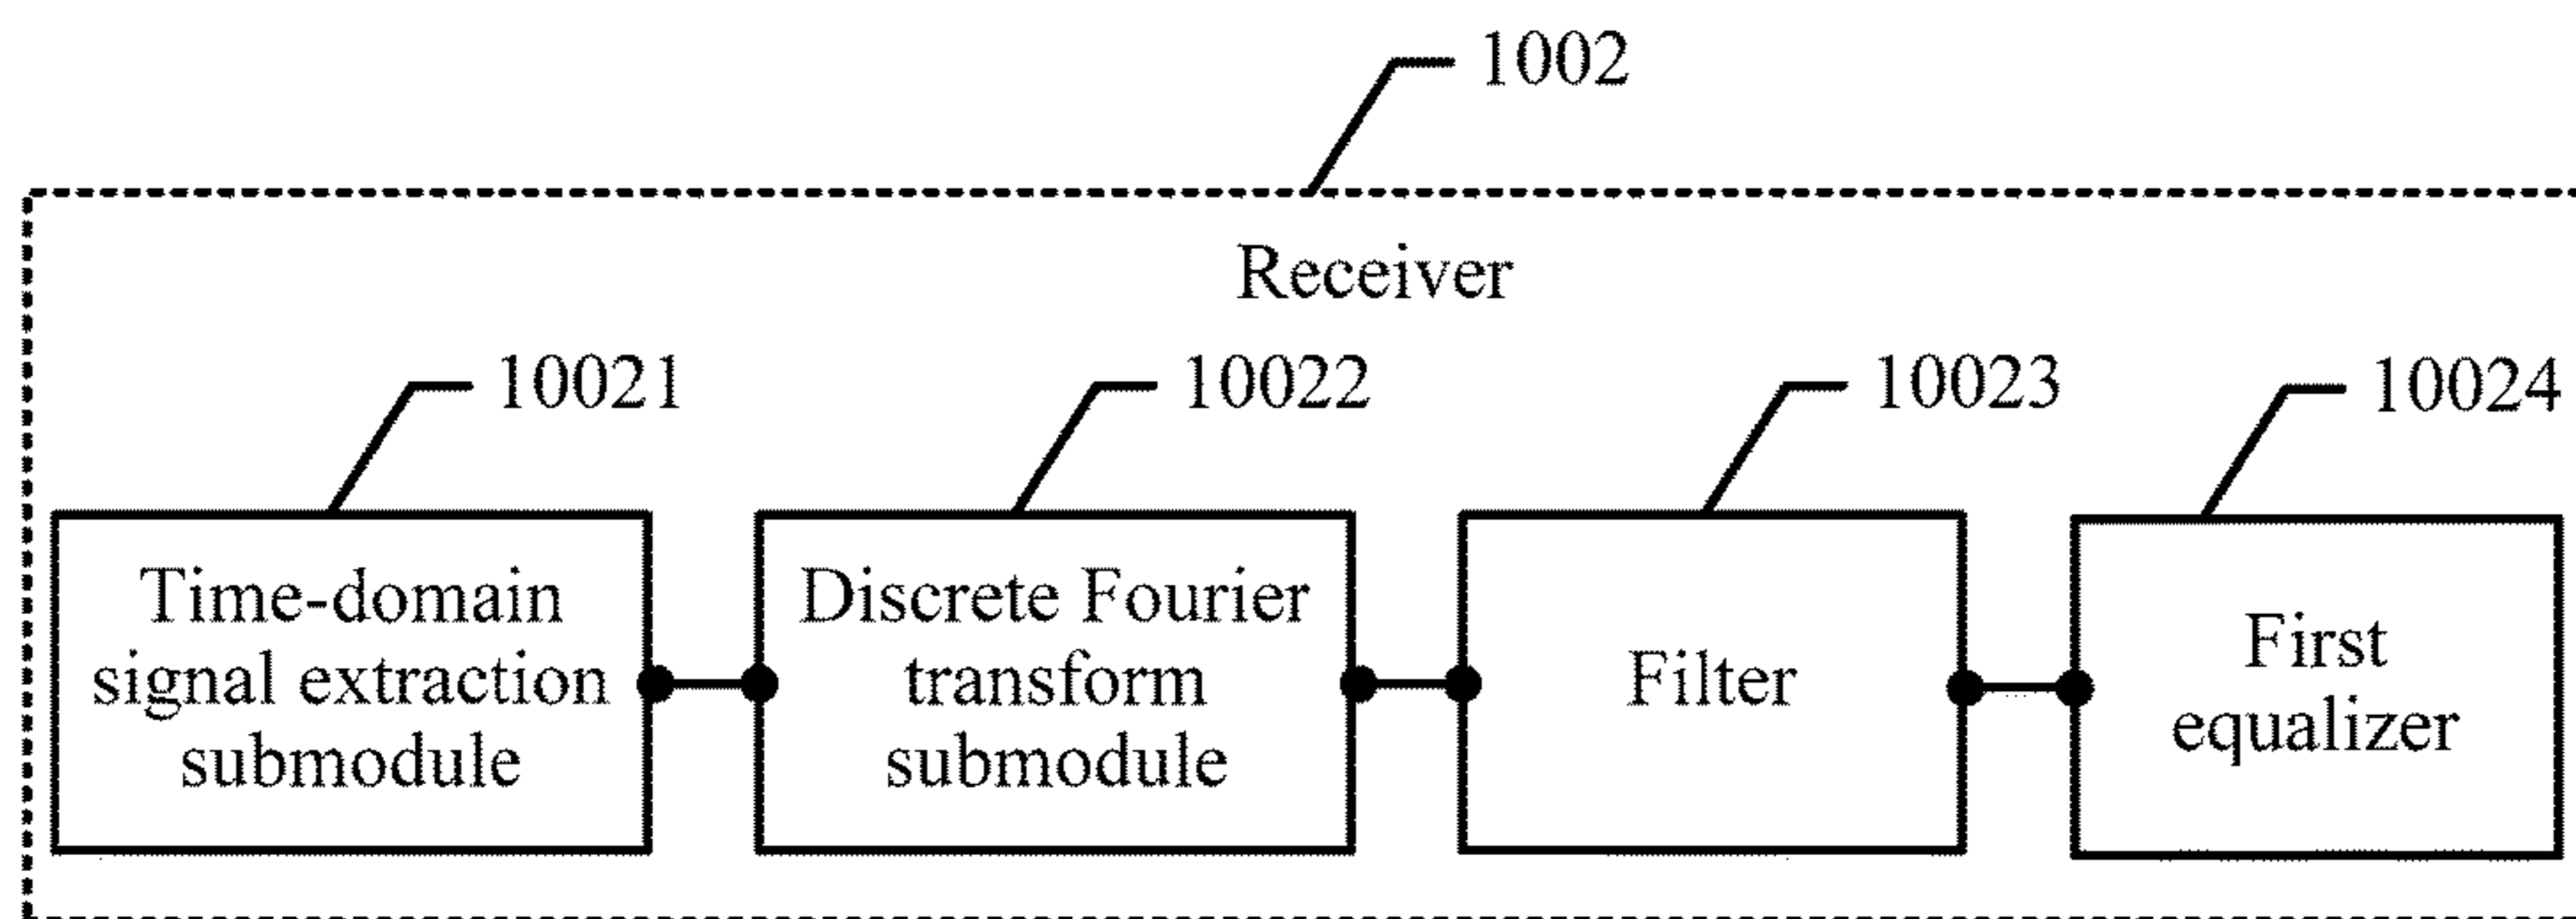 1002
Receiver
10021
10022
10023
10024
Time-domain
signal extraction
submodule
Discrete Fourier
transform
submodule
Filter
First
equalizer